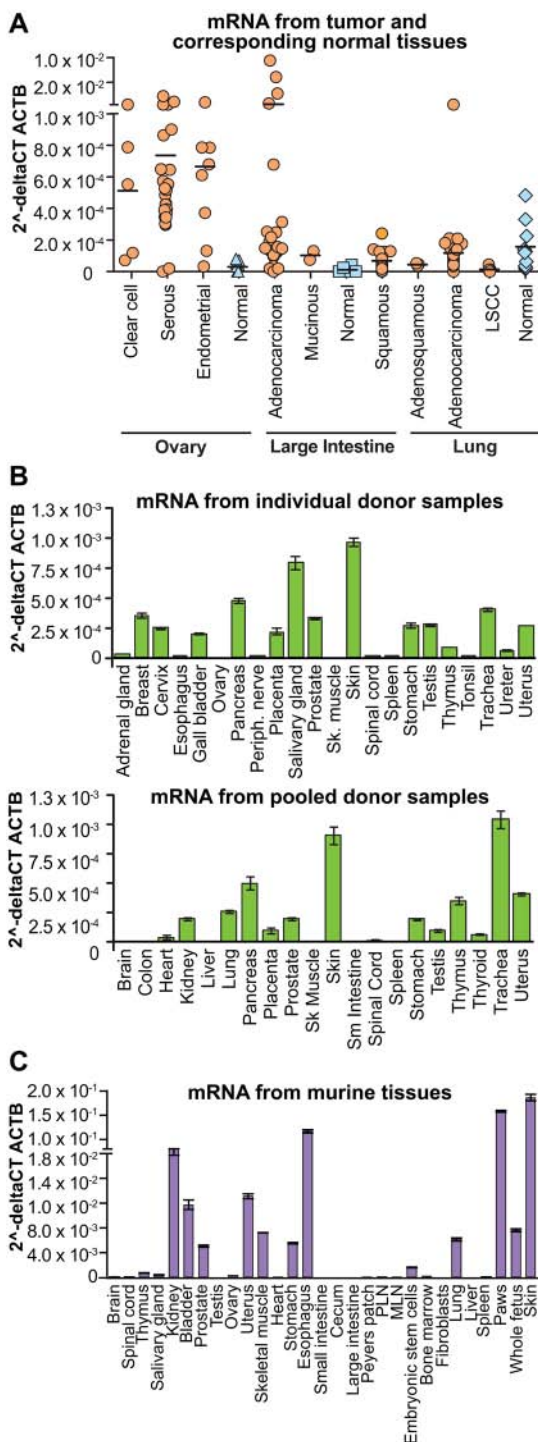 A
mRNA from tumor and
corresponding normal tissues
2^-deltaCT ACTB
1.0 x 10⁻¹
2.0 x 10⁻²
1.0 x 10⁻³
8.0 x 10⁻⁴
6.0 x 10⁻⁴
4.0 x 10⁻⁴
2.0 x 10⁻⁴
0
Clear cell
Serous
Endometrial
Normal
Adenocarcinoma
Mucinous
Normal
Squamous
Adenosquamous
Adenoocarcinoma
LSCC
Normal
Ovary
Large Intestine
Lung
B
mRNA from individual donor samples
2^-deltaCT ACTB
1.3 x 10⁻³
1.0 x 10⁻³
7.5 x 10⁻⁴
5.0 x 10⁻⁴
2.5 x 10⁻⁴
0
Adrenal gland
Breast
Cervix
Esophagus
Gall bladder
Ovary
Pancreas
Periph. nerve
Placenta
Salivary gland
Prostate
Sk. muscle
Skin
Spinal cord
Spleen
Stomach
Testis
Thymus
Tonsil
Trachea
Ureter
Uterus
mRNA from pooled donor samples
2^-deltaCT ACTB
1.3 x 10⁻³
1.0 x 10⁻³
7.5 x 10⁻⁴
5.0 x 10⁻⁴
2.5 x 10⁻⁴
0
Brain
Colon
Heart
Kidney
Liver
Lung
Pancreas
Placenta
Prostate
Sk Muscle
Skin
Sm Intestine
Spinal Cord
Spleen
Stomach
Testis
Thymus
Thyroid
Trachea
Uterus
C
mRNA from murine tissues
2^-deltaCT ACTB
2.0 x 10⁻¹
1.5 x 10⁻¹
1.0 x 10⁻¹
1.8 x 10⁻²
1.2 x 10⁻²
1.0 x 10⁻²
8.0 x 10⁻³
4.0 x 10⁻³
0
Brain
Spinal cord
Thymus
Salivary gland
Kidney
Bladder
Prostate
Testis
Ovary
Uterus
Skeletal muscle
Heart
Stomach
Esophagus
Small intestine
Cecum
Large intestine
Peyers patch
PLN
MLN
Embryonic stem cells
Bone marrow
Fibroblasts
Lung
Liver
Spleen
Paws
Whole fetus
Skin